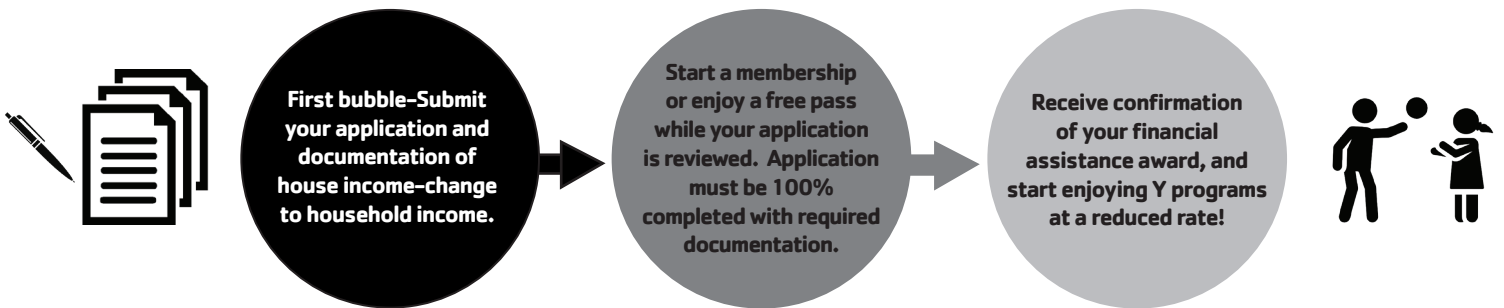 First bubble-Submit
your application and
documentation of
house income-change
to household income.
Start a membership
or enjoy a free pass
while your application
is reviewed. Application
must be 100%
completed with required
documentation.
Receive confirmation
of your financial
assistance award, and
start enjoying Y programs
at a reduced rate!